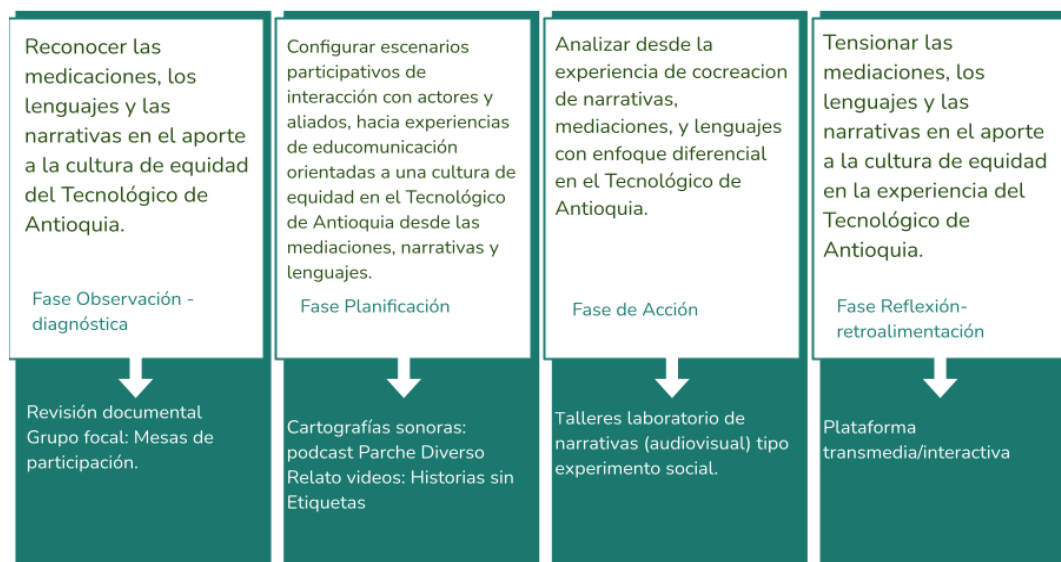 Reconocer las
medicaciones, los
lenguajes y las
narrativas en el aporte
a la cultura de equidad
del Tecnológico de
Antioquia.
Fase Observación -
diagnóstica
Revisión documental
Grupo focal: Mesas de
participación.
Configurar escenarios
participativos de
interacción con actores y
aliados, hacia experiencias
de educomunicación
orientadas a una cultura de
equidad en el Tecnológico
de Antioquia desde las
mediaciones, narrativas y
lenguajes.
Fase Planificación
Cartografías sonoras:
podcast Parche Diverso
Relato videos: Historias sin
Etiquetas
Analizar desde la
experiencia de cocreacion
de narrativas,
mediaciones, y lenguajes
con enfoque diferencial
en el Tecnológico de
Antioquia.
Fase de Acción
Talleres laboratorio de
narrativas (audiovisual) tipo
experimento social.
Tensionar las
mediaciones, los
lenguajes y las
narrativas en el aporte
a la cultura de equidad
en la experiencia del
Tecnológico de
Antioquia.
Fase Reflexión-
retroalimentación
Plataforma
transmedia/interactiva